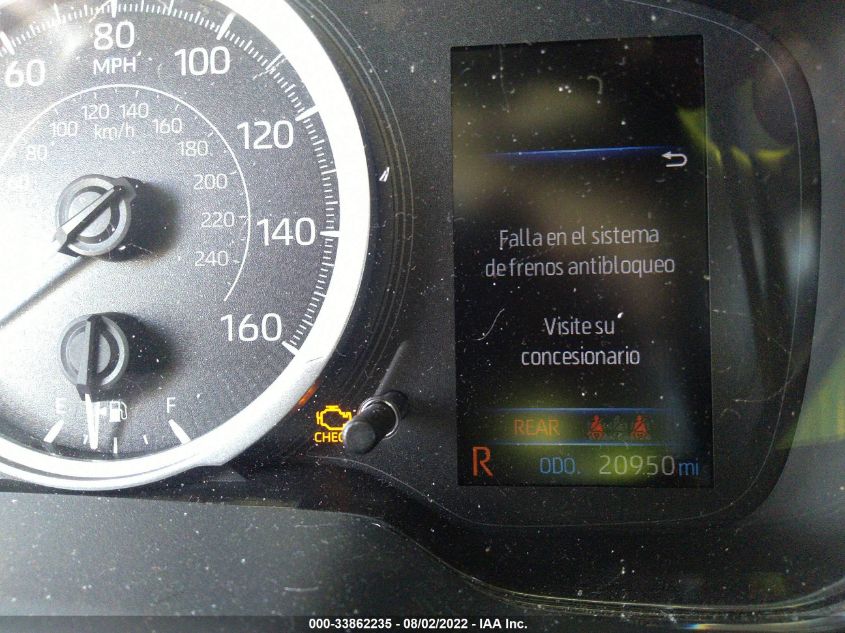 60
80
MPH
100
120
140
160
80
100
120
140
km/h
160
180
200
220
240
E
F
CHECK
Falla en el sistema
de frenos antibloqueo
Visite su
concesionario
REAR
R ODO. 20950 mi
000-33862235 - 08/02/2022 - IAA Inc.